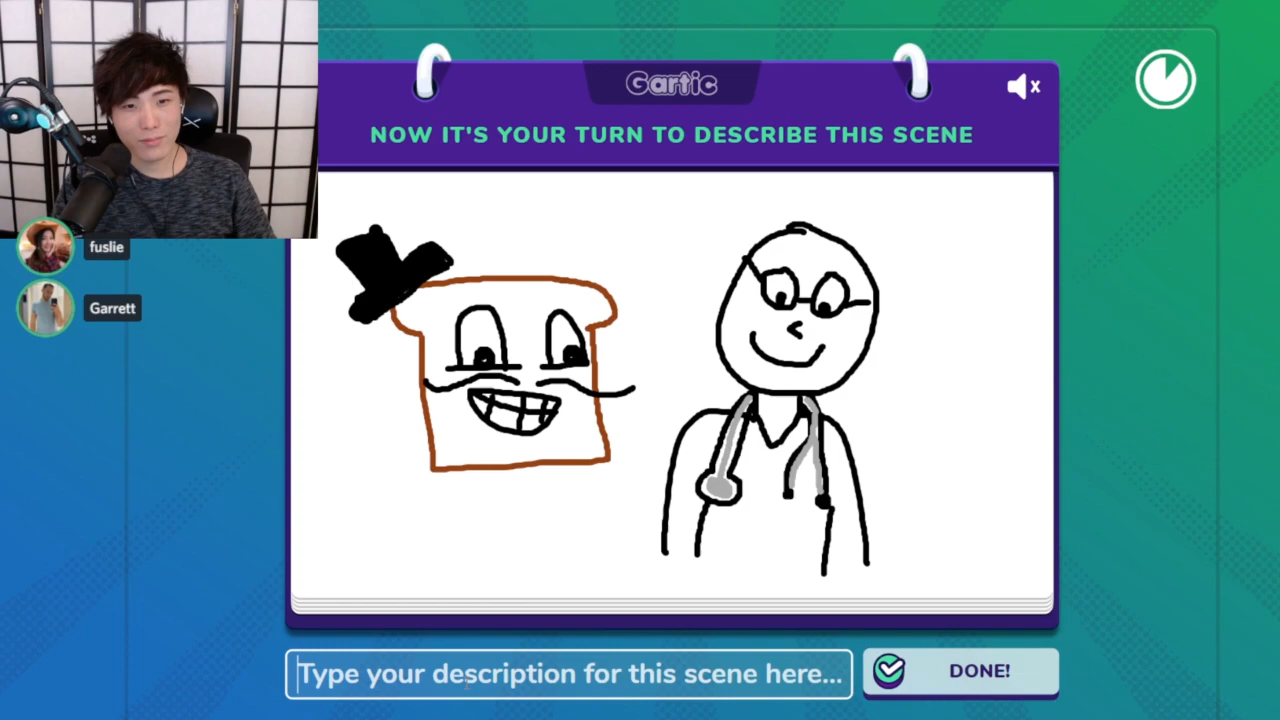 Gartic
NOW IT'S YOUR TURN TO DESCRIBE THIS SCENE
fuslie
Garrett
Type your description for this scene here...
DONE!